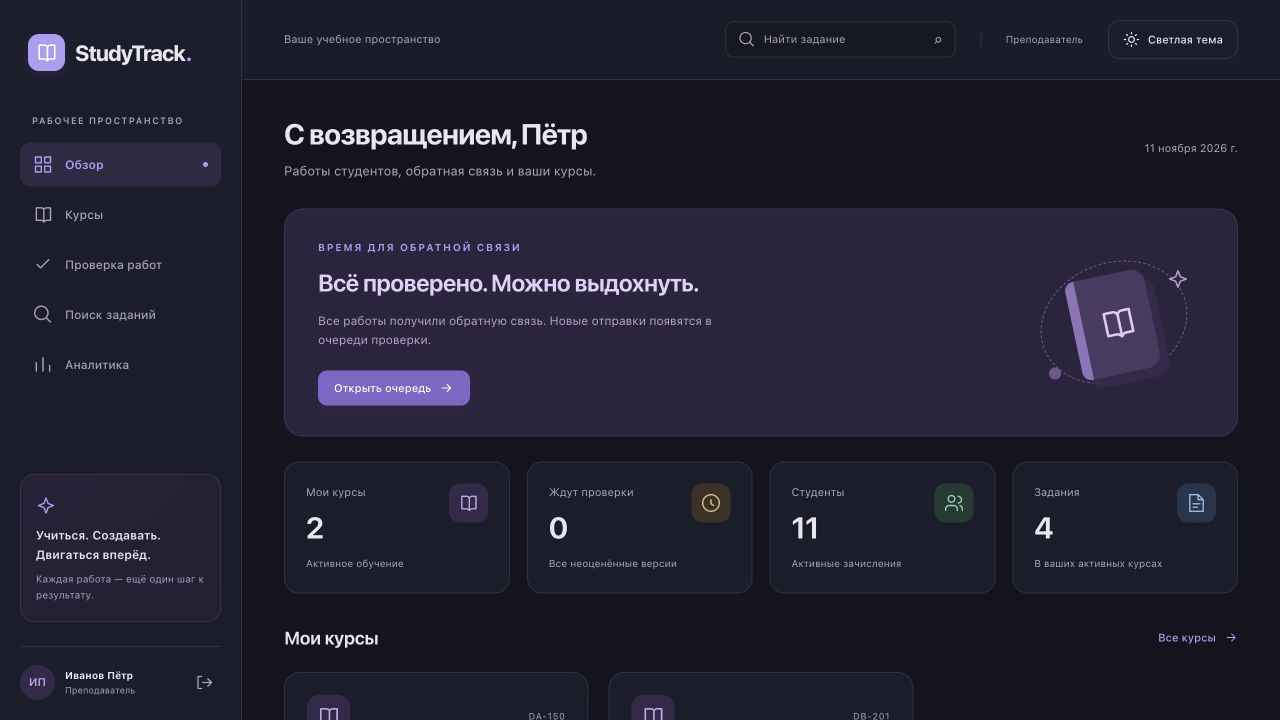 StudyTrack.
РАБОЧЕЕ ПРОСТРАНСТВО
Обзор
Курсы
Проверка работ
Поиск заданий
Аналитика
Учиться. Создавать.
Двигаться вперёд.
Каждая работа — ещё один шаг к
результату.
ИП
Иванов Пётр
Преподаватель
Ваше учебное пространство
Найти задание
Преподаватель
Светлая тема
С возвращением, Пётр
Работы студентов, обратная связь и ваши курсы.
11 ноября 2026 г.
ВРЕМЯ ДЛЯ ОБРАТНОЙ СВЯЗИ
Всё проверено. Можно выдохнуть.
Все работы получили обратную связь. Новые отправки появятся в
очереди проверки.
Открыть очередь
Мои курсы
2
Активное обучение
Ждут проверки
0
Все неоценённые версии
Студенты
11
Активные зачисления
Задания
4
В ваших активных курсах
Мои курсы
Все курсы
DA-150
DB-201